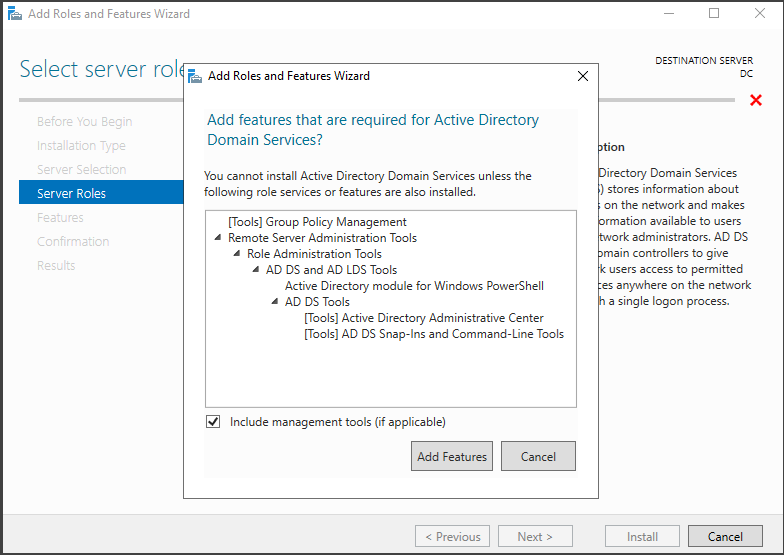 Add Roles and Features Wizard
Select server role
DESTINATION SERVER
DC
Before You Begin
Installation Type
Server Selection
Server Roles
Features
Confirmation
Results
Add Roles and Features Wizard
Add features that are required for Active Directory
Domain Services?
You cannot install Active Directory Domain Services unless the
following role services or features are also installed.
[Tools] Group Policy Management
Remote Server Administration Tools
Role Administration Tools
AD DS and AD LDS Tools
Active Directory module for Windows PowerShell
AD DS Tools
[Tools] Active Directory Administrative Center
[Tools] AD DS Snap-Ins and Command-Line Tools
Include management tools (if applicable)
Add Features
Cancel
ption
Directory Domain Services
) stores information about
s on the network and makes
ormation available to users
twork administrators. AD DS
omain controllers to give
rk users access to permitted
ces anywhere on the network
h a single logon process.
< Previous
Next >
Install
Cancel